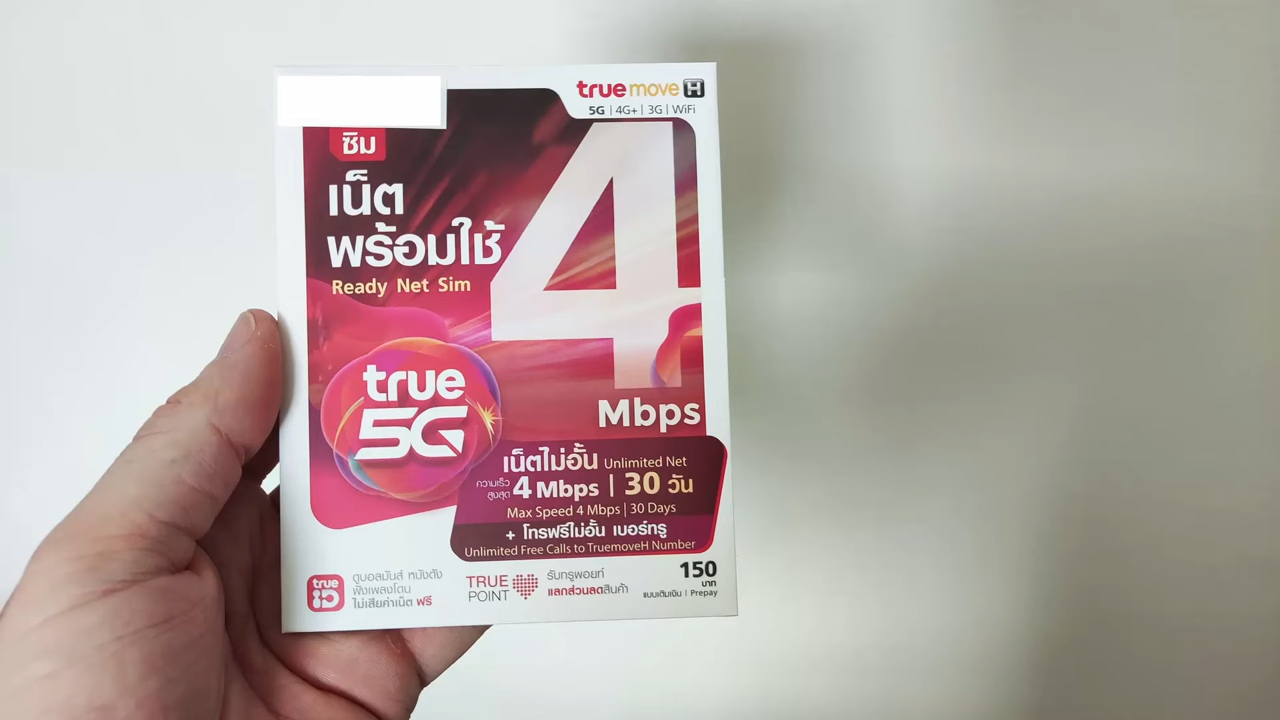 truemove H
5G | 4G+ | 3G | WiFi
ซิม
เน็ต
พร้อมใช้
Ready Net Sim
4
Mbps
true
5G
เน็ตไม่อั้น Unlimited Net
ความเร็วสูงสุด 4 Mbps | 30 วัน
Max Speed 4 Mbps | 30 Days
+ โทรฟรีไม่อั้น เบอร์ทรู
Unlimited Free Calls to TruemoveH Number
true iD
ดูบอลมันส์ หนังดัง
ฟังเพลงโดน
ไม่เสียค่าเน็ต ฟรี
TRUE
POINT
รับทรูพอยท์
แลกส่วนลดสินค้า
150
บาท
แบบเติมเงิน | Prepay